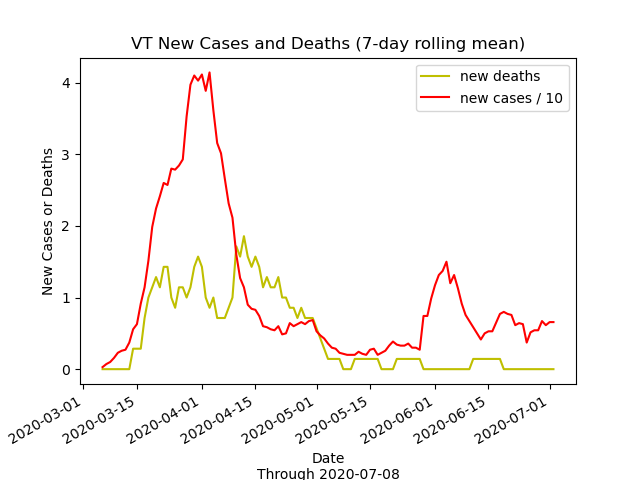 VT New Cases and Deaths (7-day rolling mean)
new deaths
new cases / 10
New Cases or Deaths
4
3
2
1
0
2020-03-01
2020-03-15
2020-04-01
2020-04-15
2020-05-01
2020-05-15
2020-06-01
2020-06-15
2020-07-01
Date
Through 2020-07-08